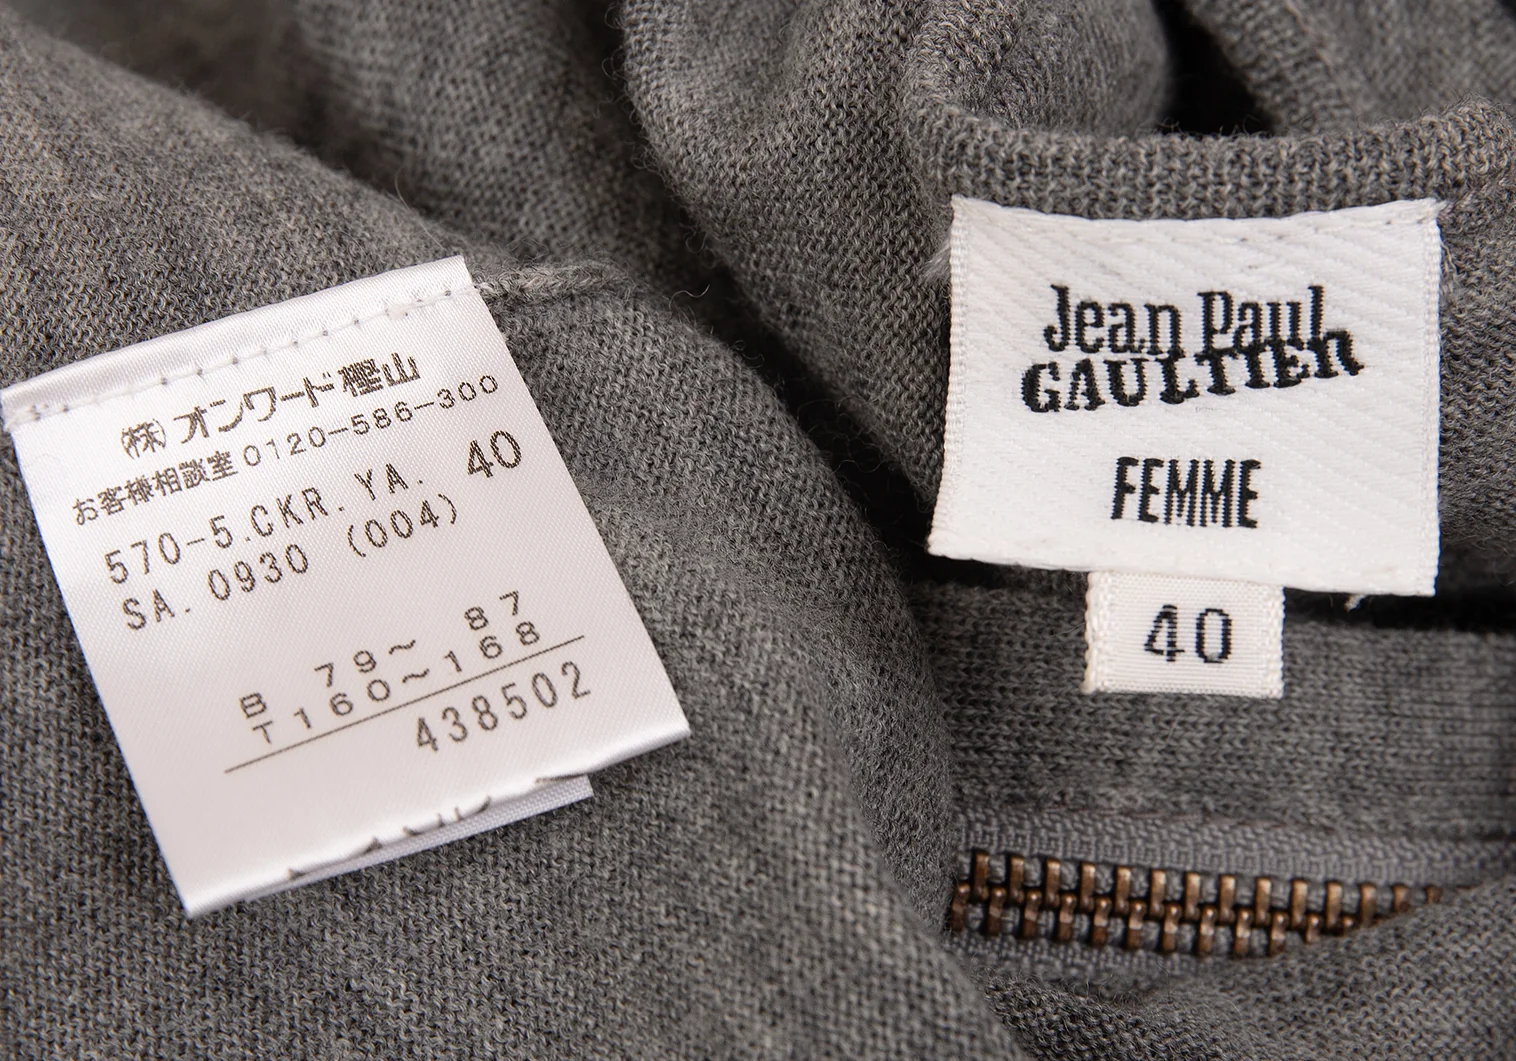 ㈱オンワード樫山
お客様相談室 0120-586-300
570-5.CKR.YA. 40
SA.0930 (004)
B 79~ 87
T 160~168
438502
Jean Paul
GAULTIER
FEMME
40